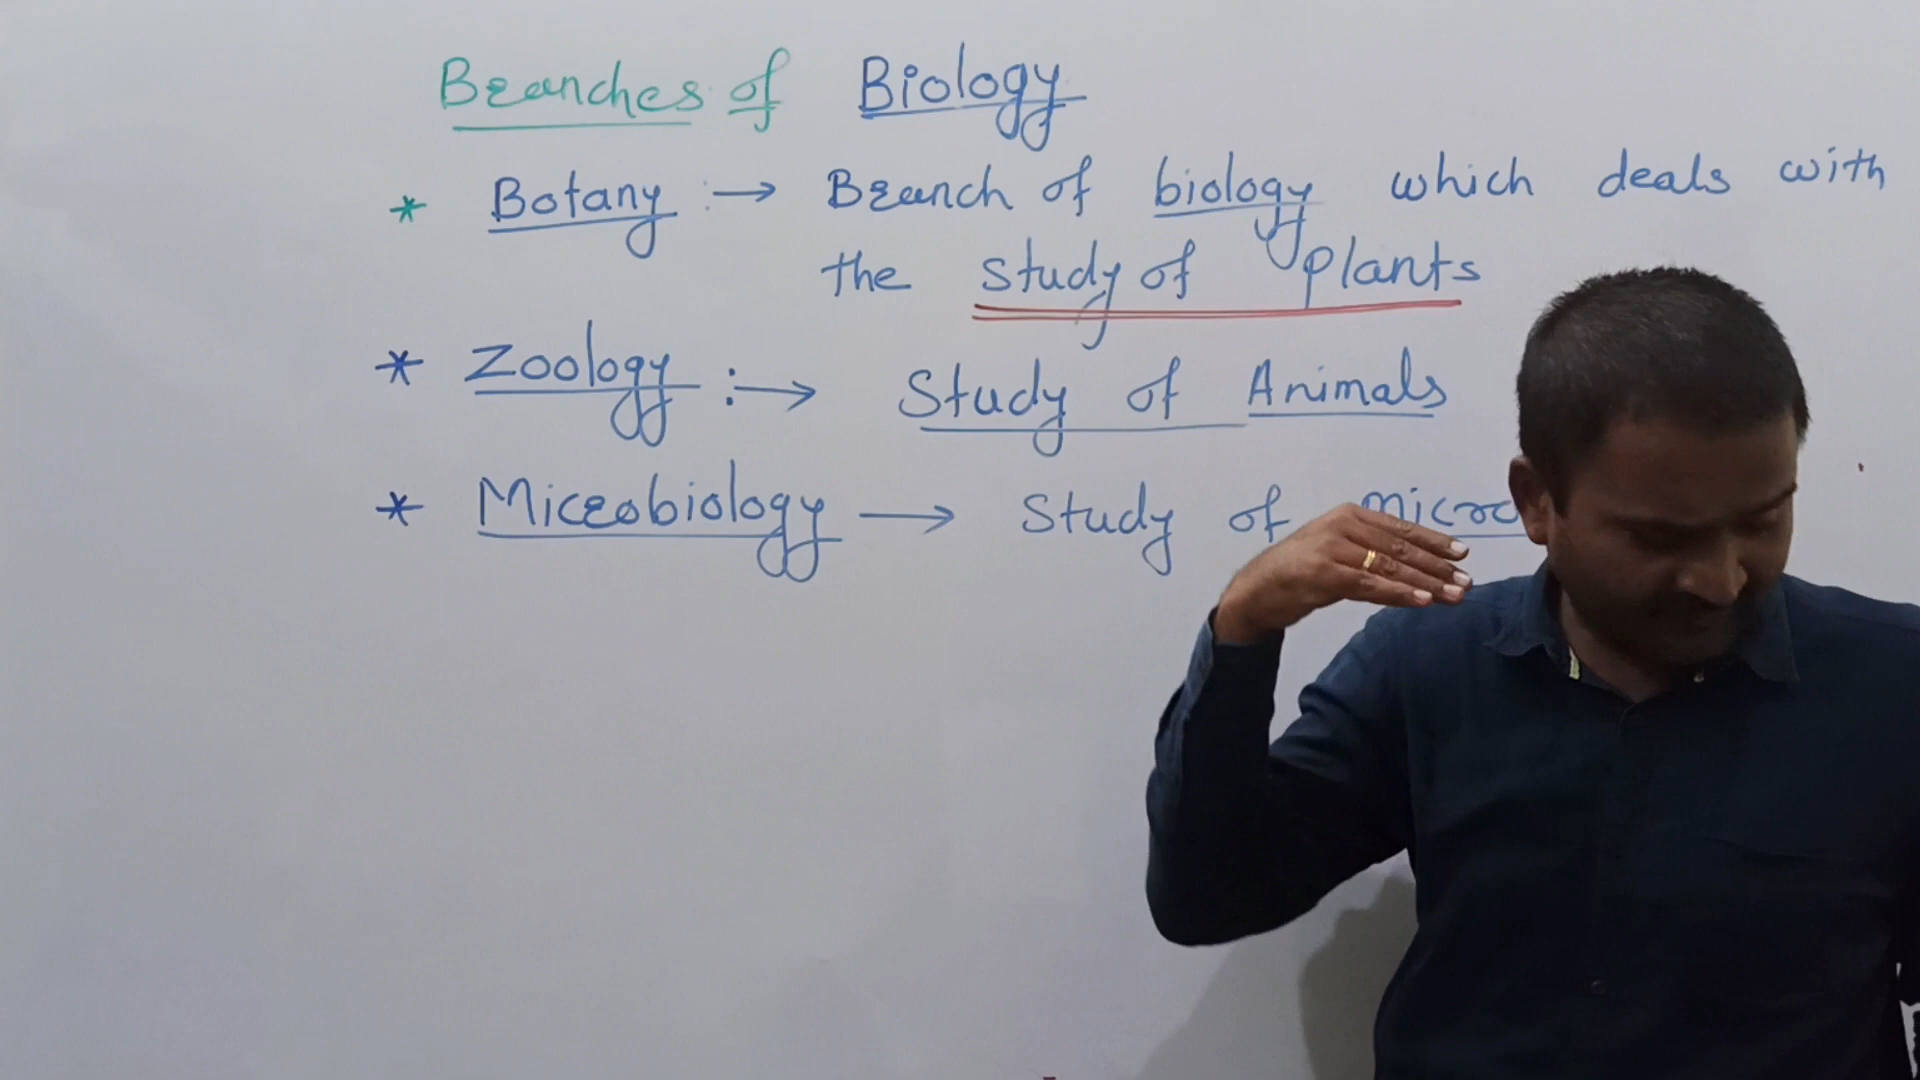 Branches of Biology
* Botany :→ Branch of biology which deals with
the study of plants
* Zoology :→ Study of Animals
* Microbiology → Study of